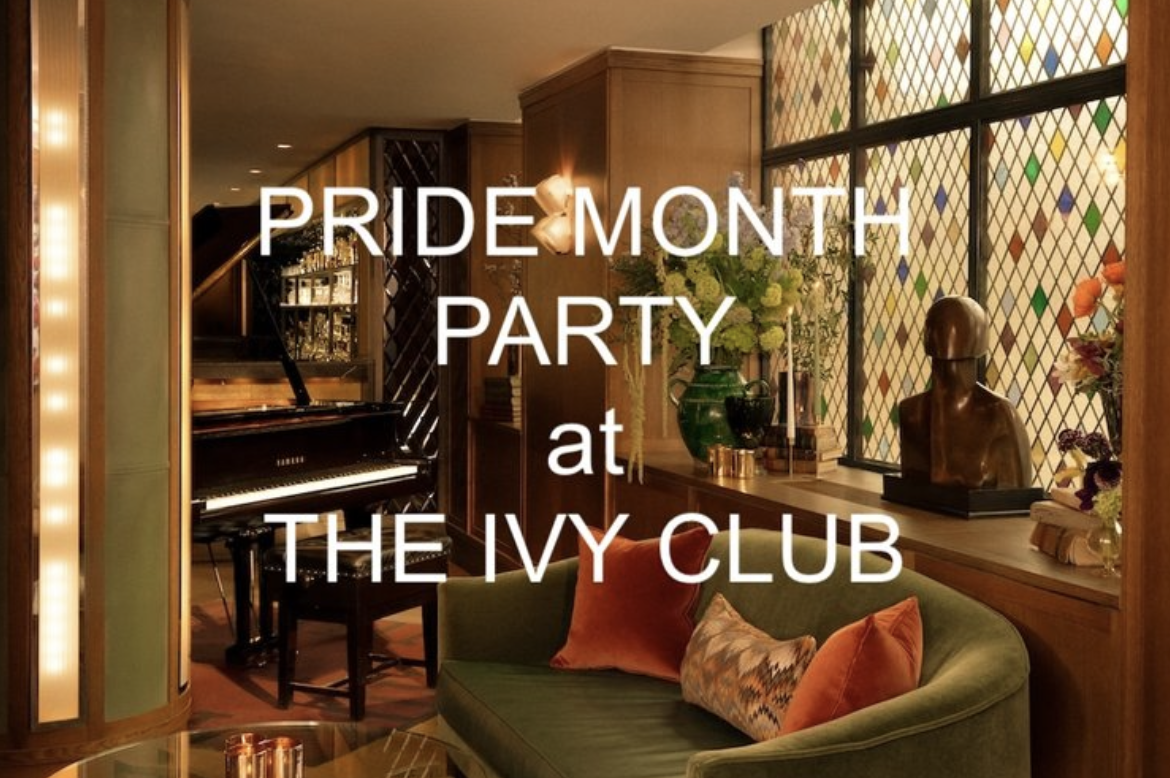 PRIDE MONTH
PARTY
at
THE IVY CLUB
YAMAHA